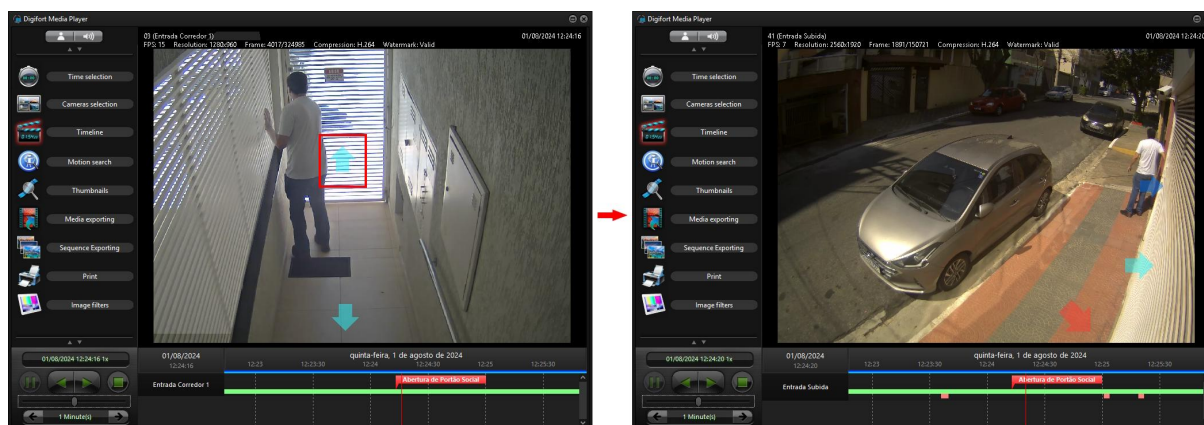 Digifort Media Player
03 (Entrada Corredor 1)
01/08/2024 12:24:16
FPS: 15 Resolution: 1280x960 Frame: 4017/324985 Compression: H.264 Watermark: Valid
Time selection
Cameras selection
Timeline
Motion search
Thumbnails
Media exporting
Sequence Exporting
Print
Image filters
01/08/2024 12:24:16 1x
1 Minute(s)
01/08/2024
12:24:16
quinta-feira, 1 de agosto de 2024
12:23 12:23:30 12:24 12:24:30 12:25 12:25:30
Entrada Corredor 1
Abertura de Portão Social
Digifort Media Player
41 (Entrada Subida)
01/08/2024 12:24:20
FPS: 7 Resolution: 2560x1920 Frame: 1891/150721 Compression: H.264 Watermark: Valid
Time selection
Cameras selection
Timeline
Motion search
Thumbnails
Media exporting
Sequence Exporting
Print
Image filters
01/08/2024 12:24:20 1x
1 Minute(s)
01/08/2024
12:24:20
quinta-feira, 1 de agosto de 2024
12:23 12:23:30 12:24 12:24:30 12:25 12:25:30
Entrada Subida
Abertura de Portão Social